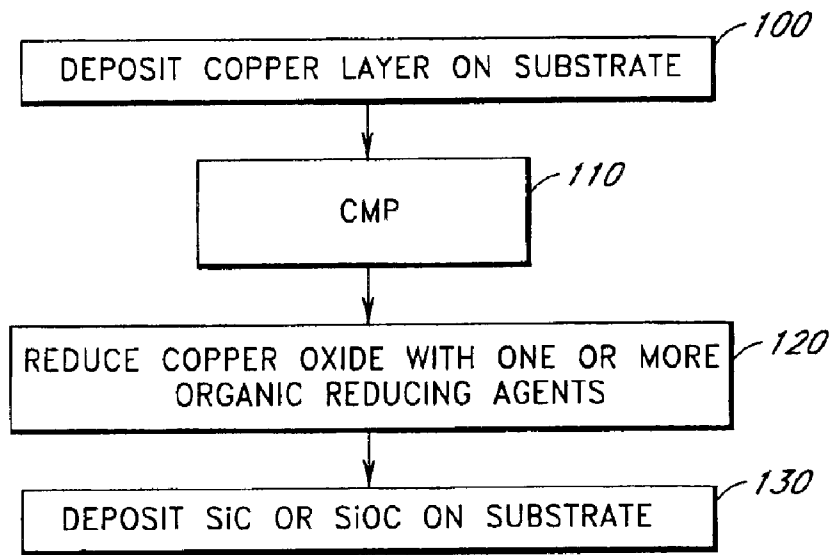 100
DEPOSIT COPPER LAYER ON SUBSTRATE
110
CMP
120
REDUCE COPPER OXIDE WITH ONE OR MORE
ORGANIC REDUCING AGENTS
130
DEPOSIT SiC OR SiOC ON SUBSTRATE